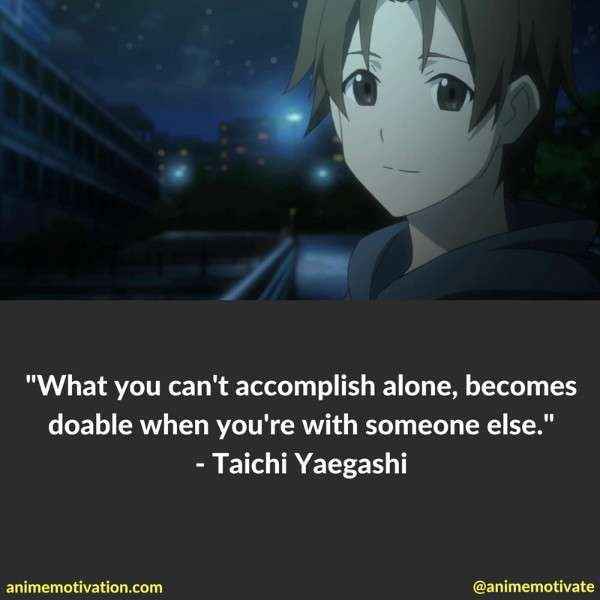 "What you can't accomplish alone, becomes
doable when you're with someone else."
- Taichi Yaegashi
animemotivation.com
@animemotivate